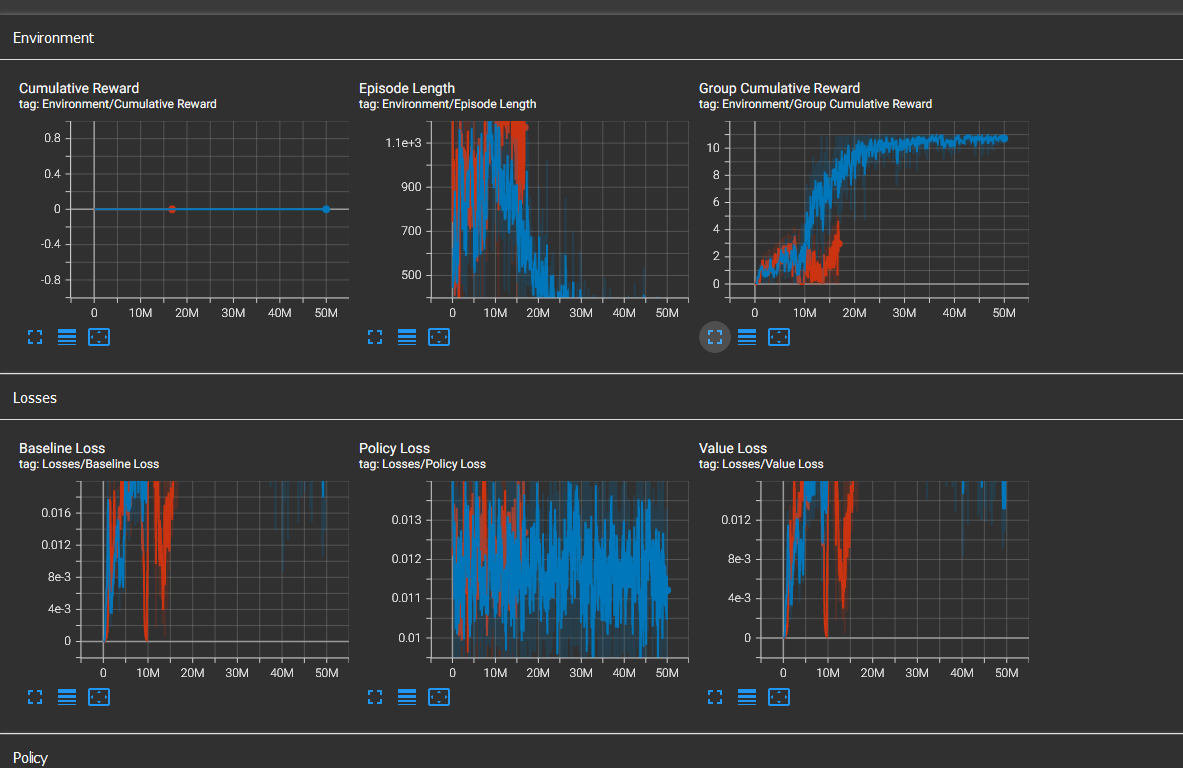 Environment
Cumulative Reward
tag: Environment/Cumulative Reward
0.8
0.4
0
-0.4
-0.8
0 10M 20M 30M 40M 50M
Episode Length
tag: Environment/Episode Length
1.1e+3
900
700
500
0 10M 20M 30M 40M 50M
Group Cumulative Reward
tag: Environment/Group Cumulative Reward
10
8
6
4
2
0
0 10M 20M 30M 40M 50M
Losses
Baseline Loss
tag: Losses/Baseline Loss
0.016
0.012
8e-3
4e-3
0
0 10M 20M 30M 40M 50M
Policy Loss
tag: Losses/Policy Loss
0.013
0.012
0.011
0.01
0 10M 20M 30M 40M 50M
Value Loss
tag: Losses/Value Loss
0.012
8e-3
4e-3
0
0 10M 20M 30M 40M 50M
Policy